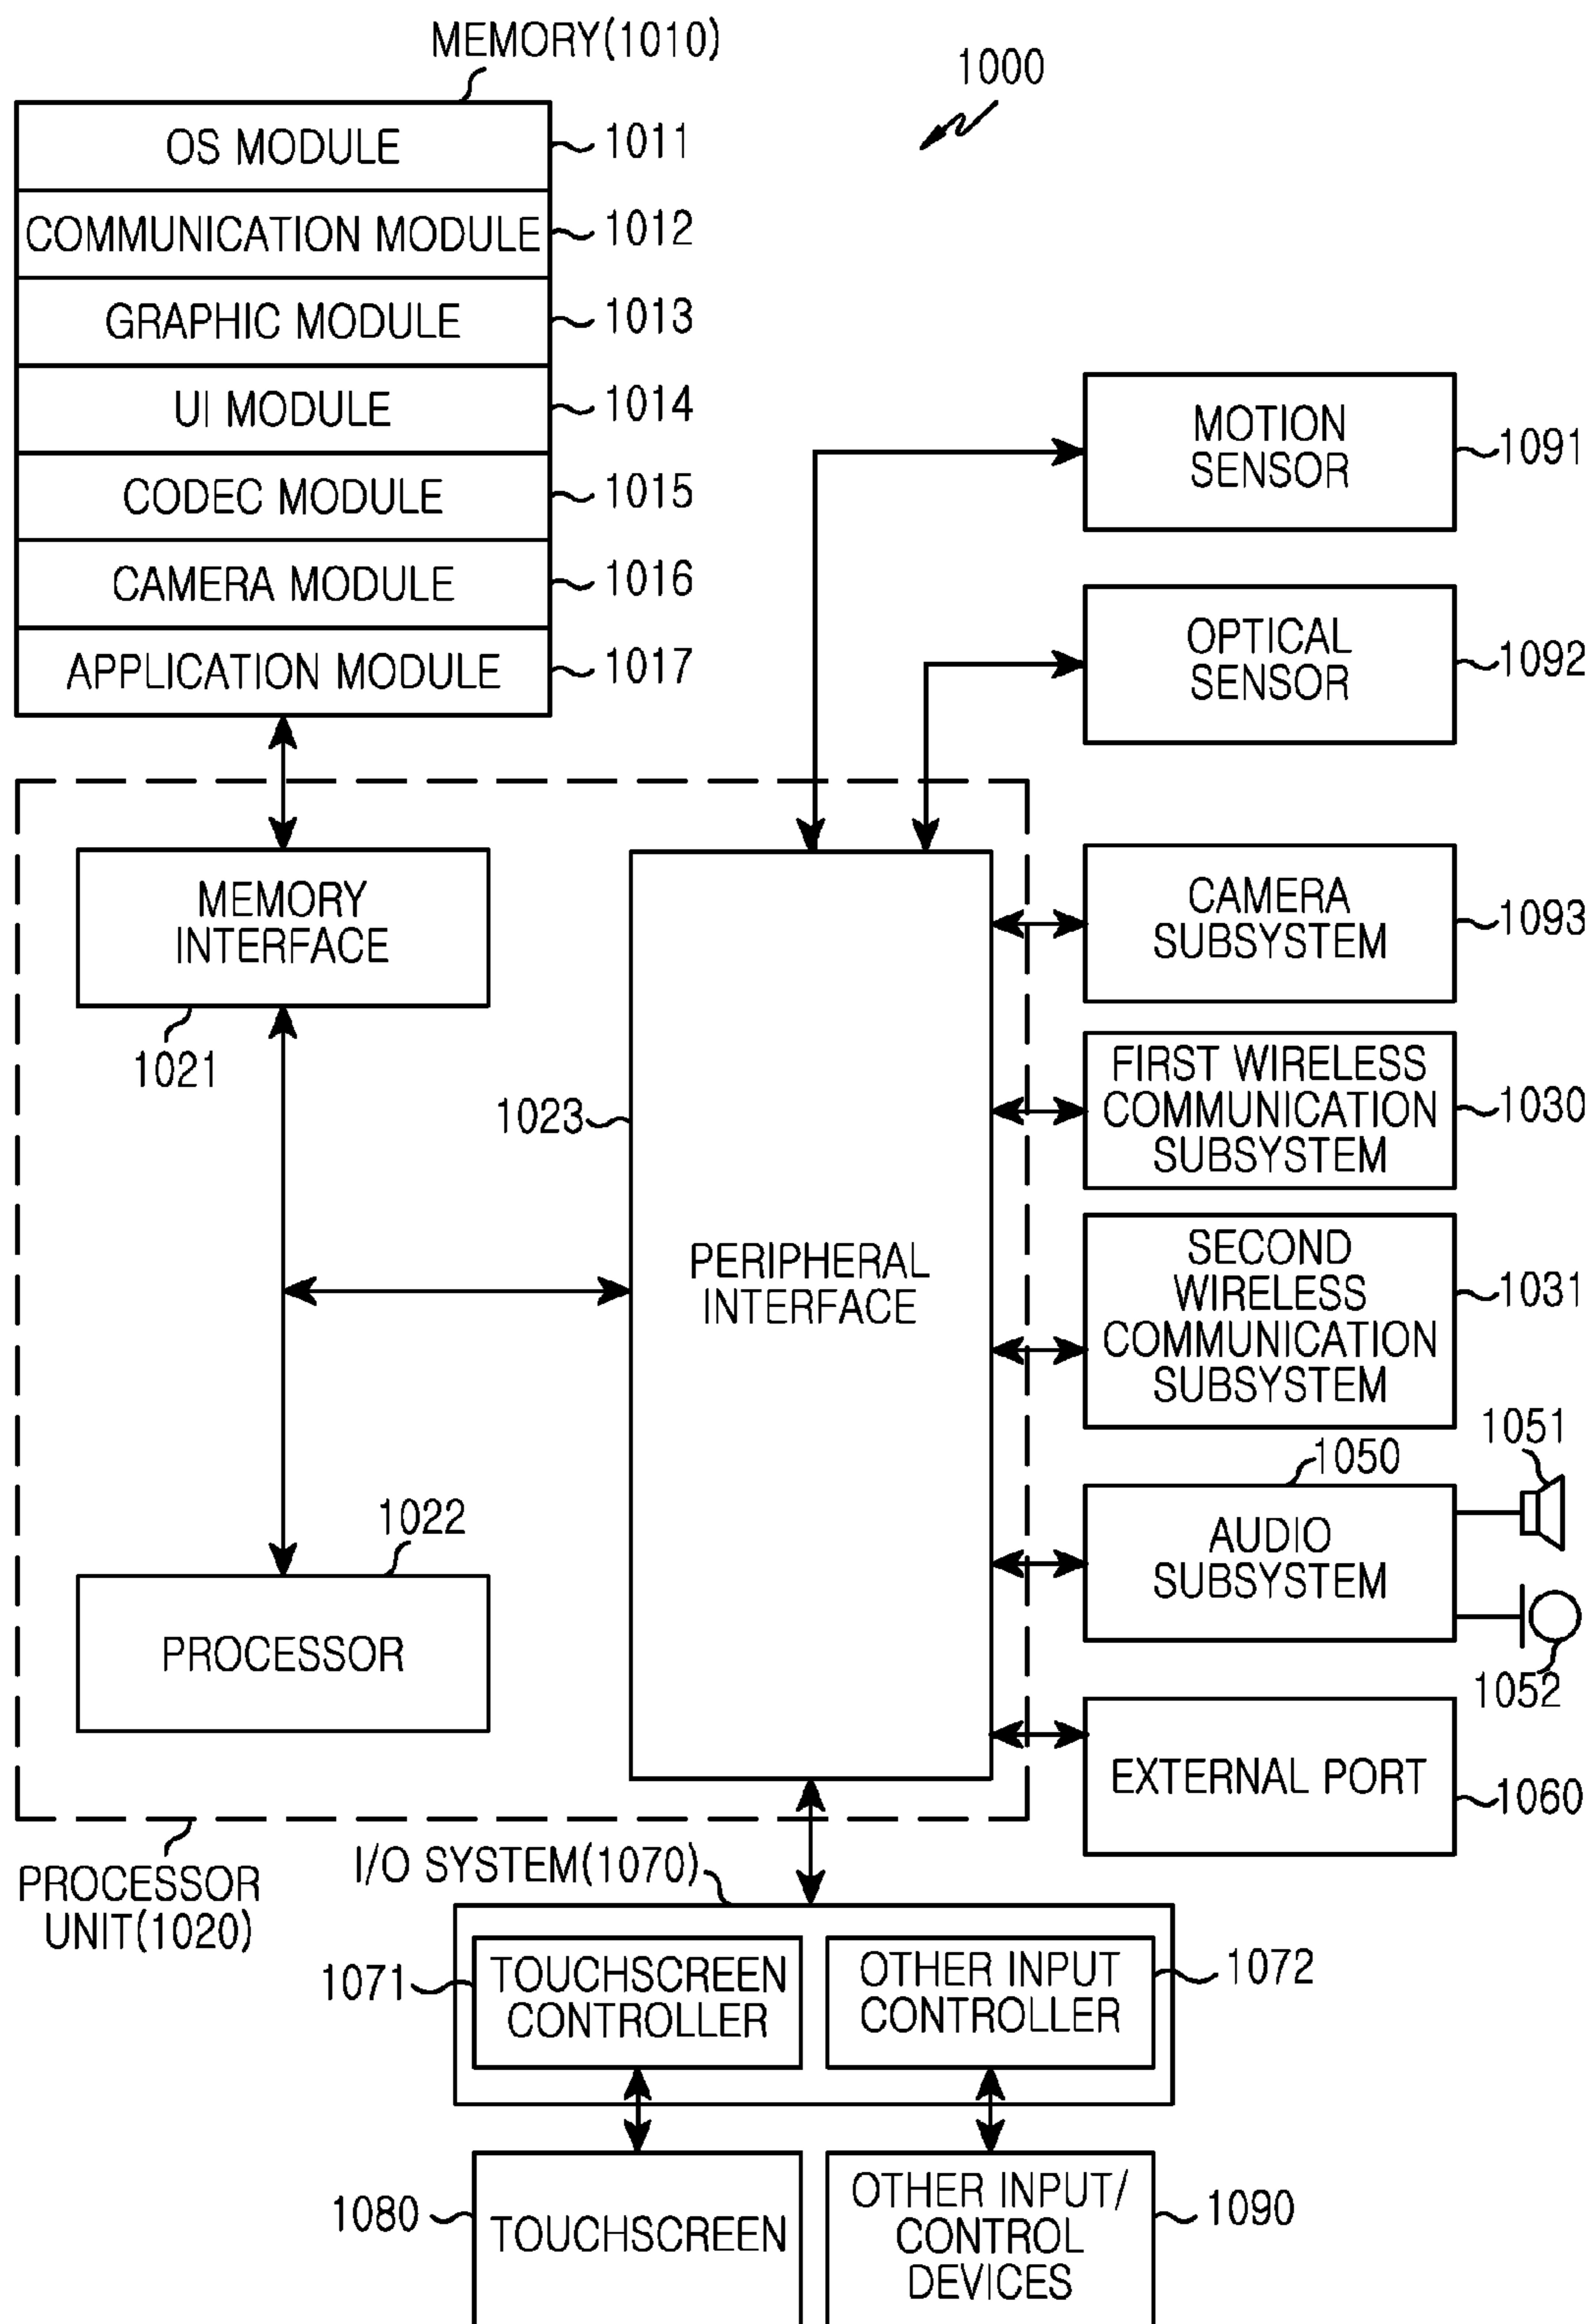 MEMORY(1010)
1000
OS MODULE
1011
COMMUNICATION MODULE
1012
GRAPHIC MODULE
1013
UI MODULE
1014
CODEC MODULE
1015
CAMERA MODULE
1016
APPLICATION MODULE
1017
MOTION
SENSOR
1091
OPTICAL
SENSOR
1092
MEMORY
INTERFACE
1021
CAMERA
SUBSYSTEM
1093
FIRST WIRELESS
COMMUNICATION
SUBSYSTEM
1030
1023
PERIPHERAL
INTERFACE
SECOND
WIRELESS
COMMUNICATION
SUBSYSTEM
1031
1022
PROCESSOR
1050
AUDIO
SUBSYSTEM
1051
1052
EXTERNAL PORT
1060
PROCESSOR
UNIT(1020)
I/O SYSTEM(1070)
1071
TOUCHSCREEN
CONTROLLER
OTHER INPUT
CONTROLLER
1072
1080
TOUCHSCREEN
OTHER INPUT/
CONTROL
DEVICES
1090